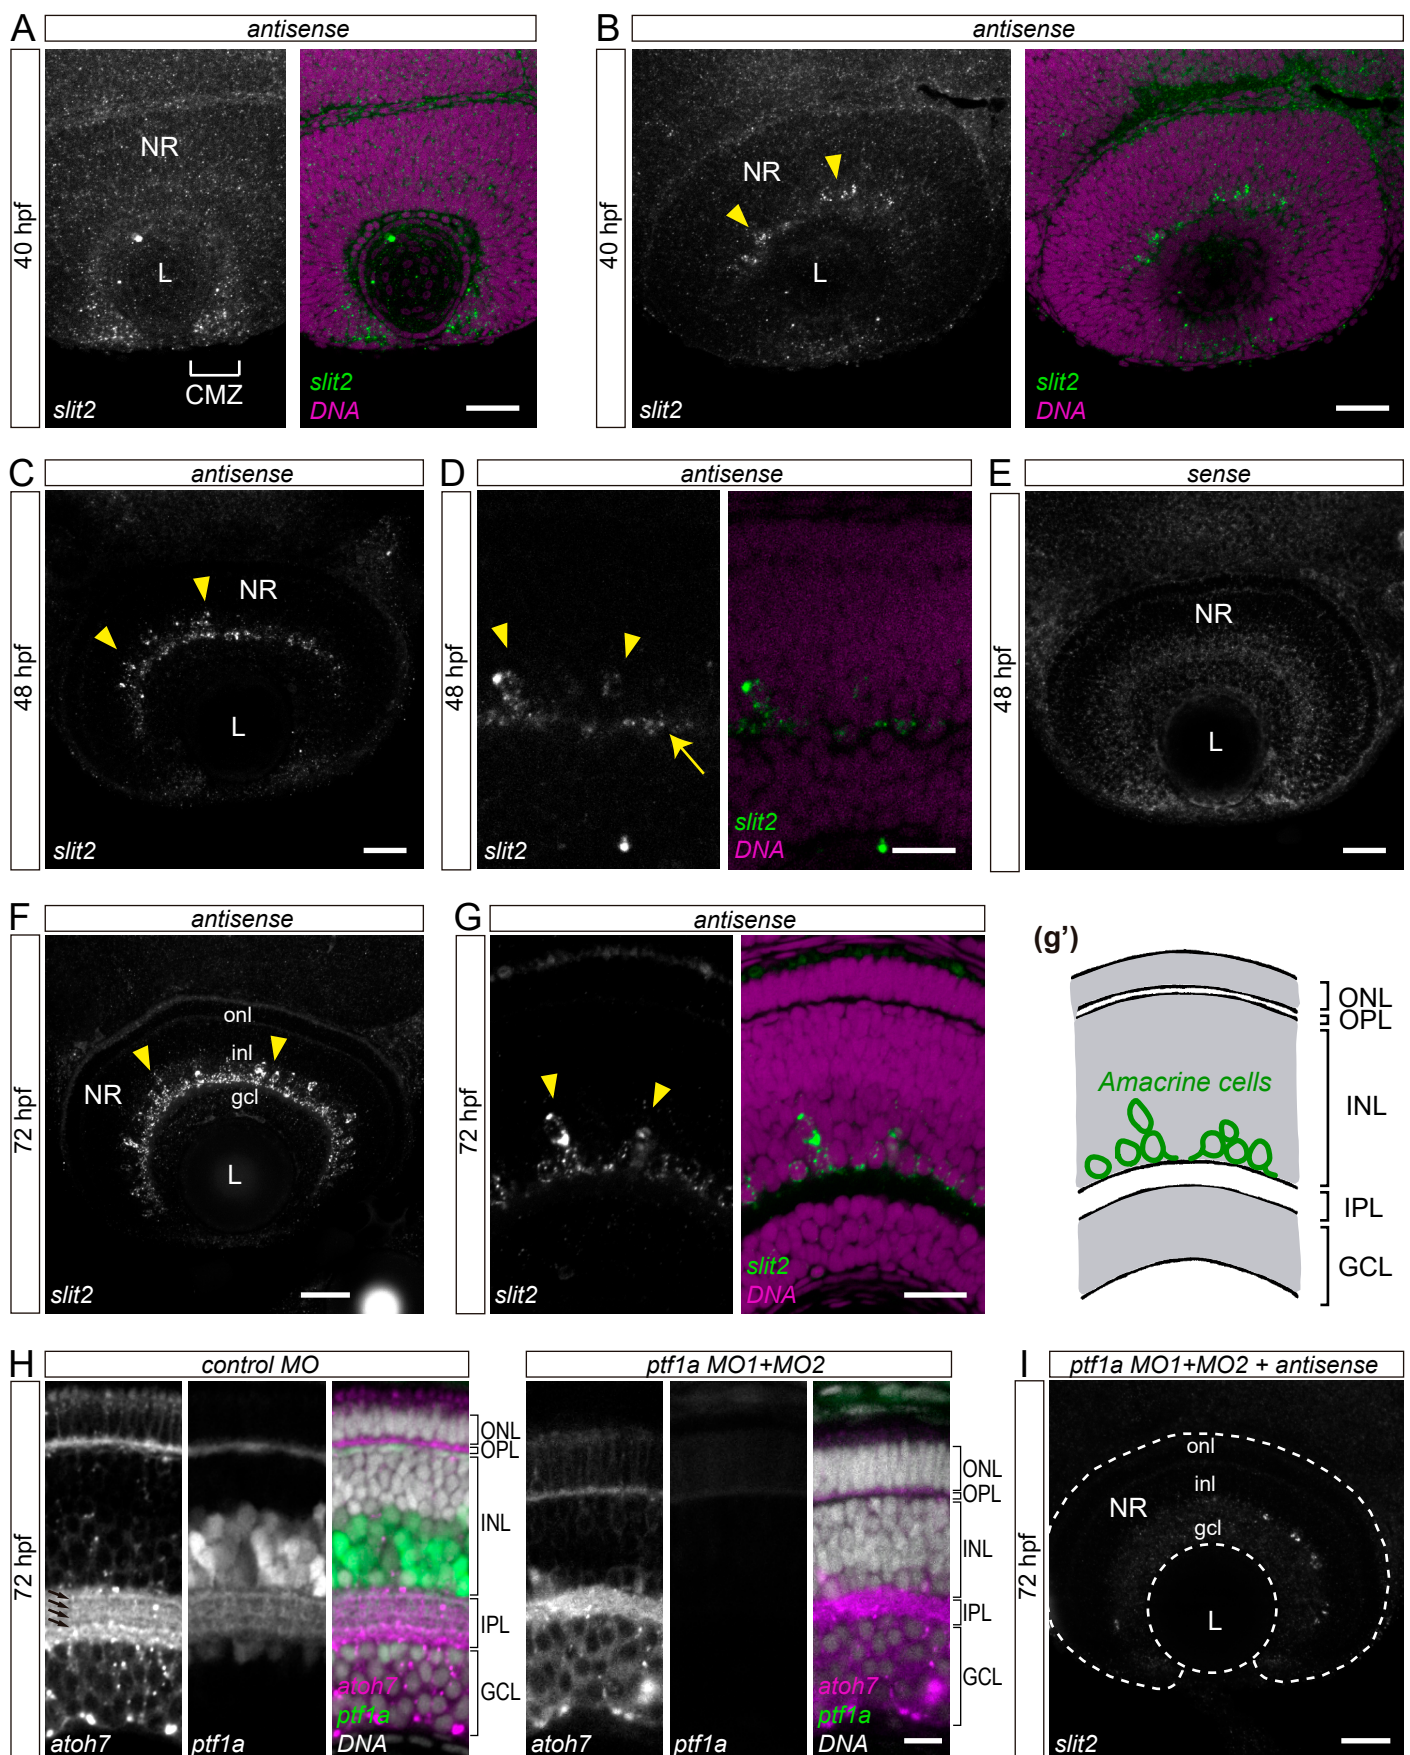 A
antisense
40 hpf
NR
L
CMZ
slit2
slit2
DNA
B
antisense
40 hpf
NR
L
slit2
slit2
DNA
C
antisense
48 hpf
NR
L
slit2
D
antisense
48 hpf
slit2
slit2
DNA
E
sense
48 hpf
NR
L
F
antisense
72 hpf
onl
inl
gcl
NR
L
slit2
G
antisense
72 hpf
slit2
slit2
DNA
(g')
ONL
OPL
INL
IPL
GCL
Amacrine cells
H
control MO
72 hpf
atoh7
ptf1a
atoh7
ptf1a
DNA
ONL
OPL
INL
IPL
GCL
ptf1a MO1+MO2
atoh7
ptf1a
atoh7
ptf1a
DNA
ONL
OPL
INL
IPL
GCL
I
ptf1a MO1+MO2 + antisense
72 hpf
onl
inl
gcl
NR
L
slit2